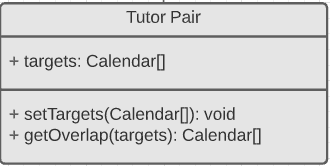 Tutor Pair
+ targets: Calendar[]
+ setTargets(Calendar[]): void
+ getOverlap(targets): Calendar[]